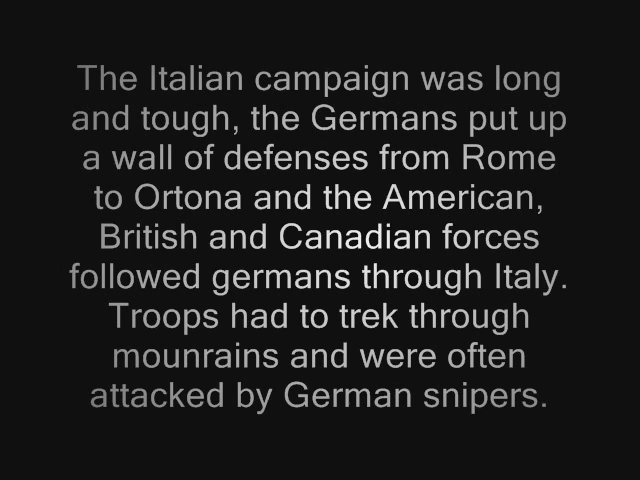 The Italian campaign was long
and tough, the Germans put up
a wall of defenses from Rome
to Ortona and the American,
British and Canadian forces
followed germans through Italy.
Troops had to trek through
mounrains and were often
attacked by German snipers.